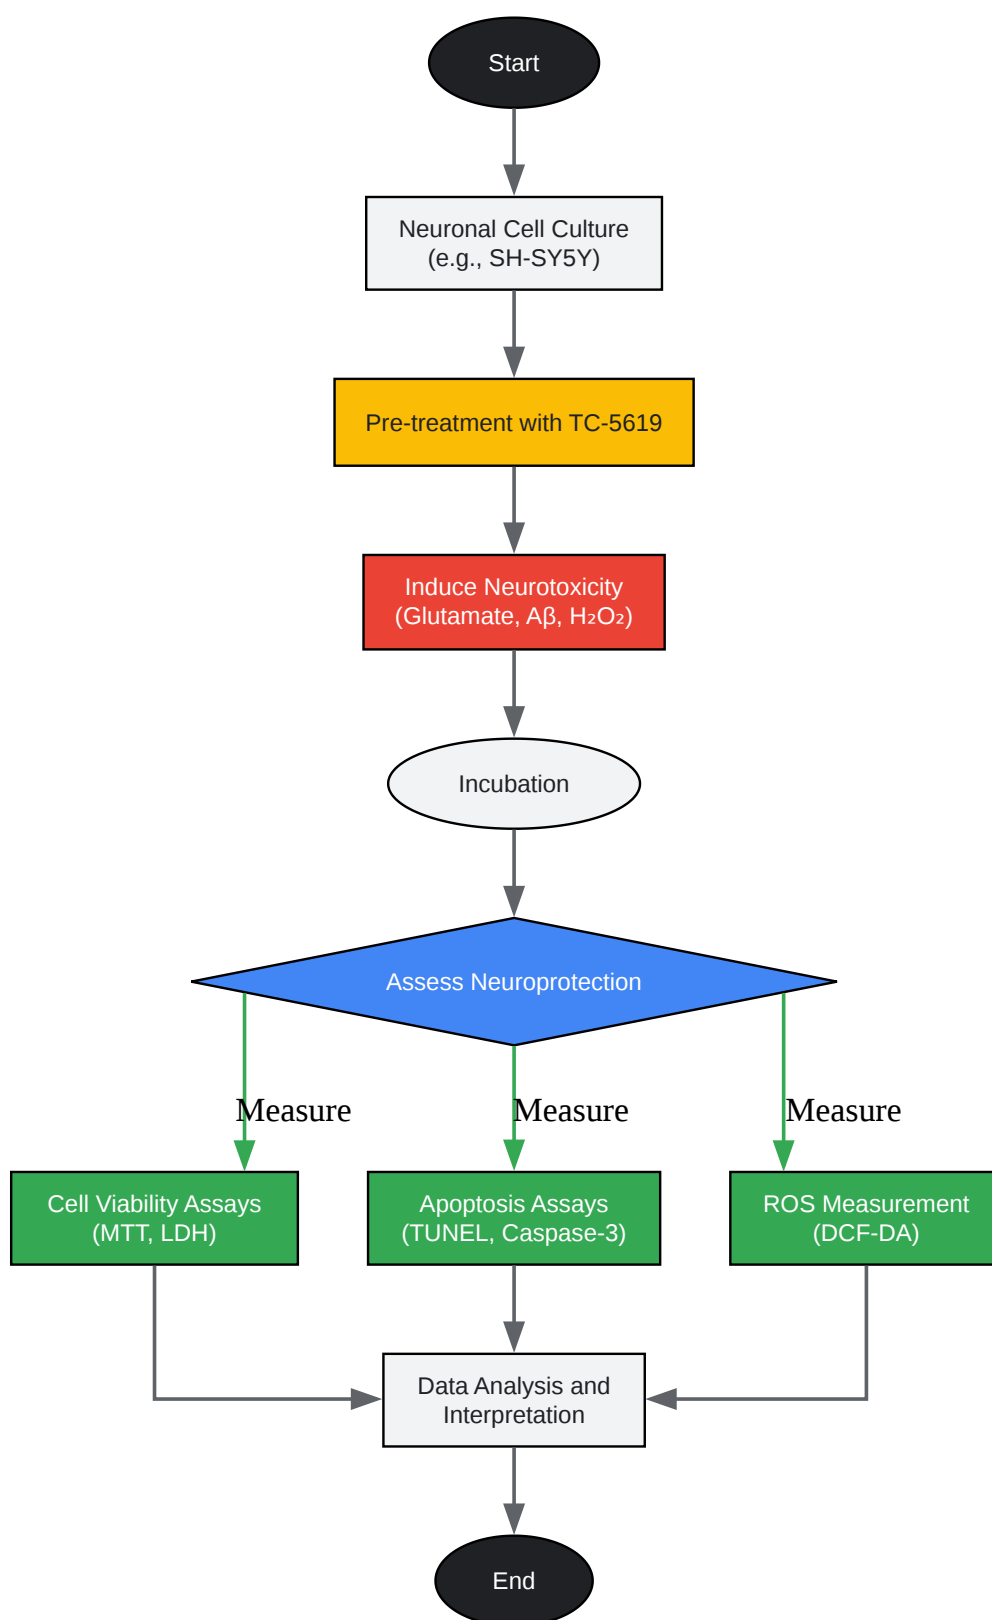 Start
Neuronal Cell Culture
(e.g., SH-SY5Y)
Pre-treatment with TC-5619
Induce Neurotoxicity
(Glutamate, Aβ, H₂O₂)
Incubation
Assess Neuroprotection
Measure
Measure
Measure
Cell Viability Assays
(MTT, LDH)
Apoptosis Assays
(TUNEL, Caspase-3)
ROS Measurement
(DCF-DA)
Data Analysis and
Interpretation
End